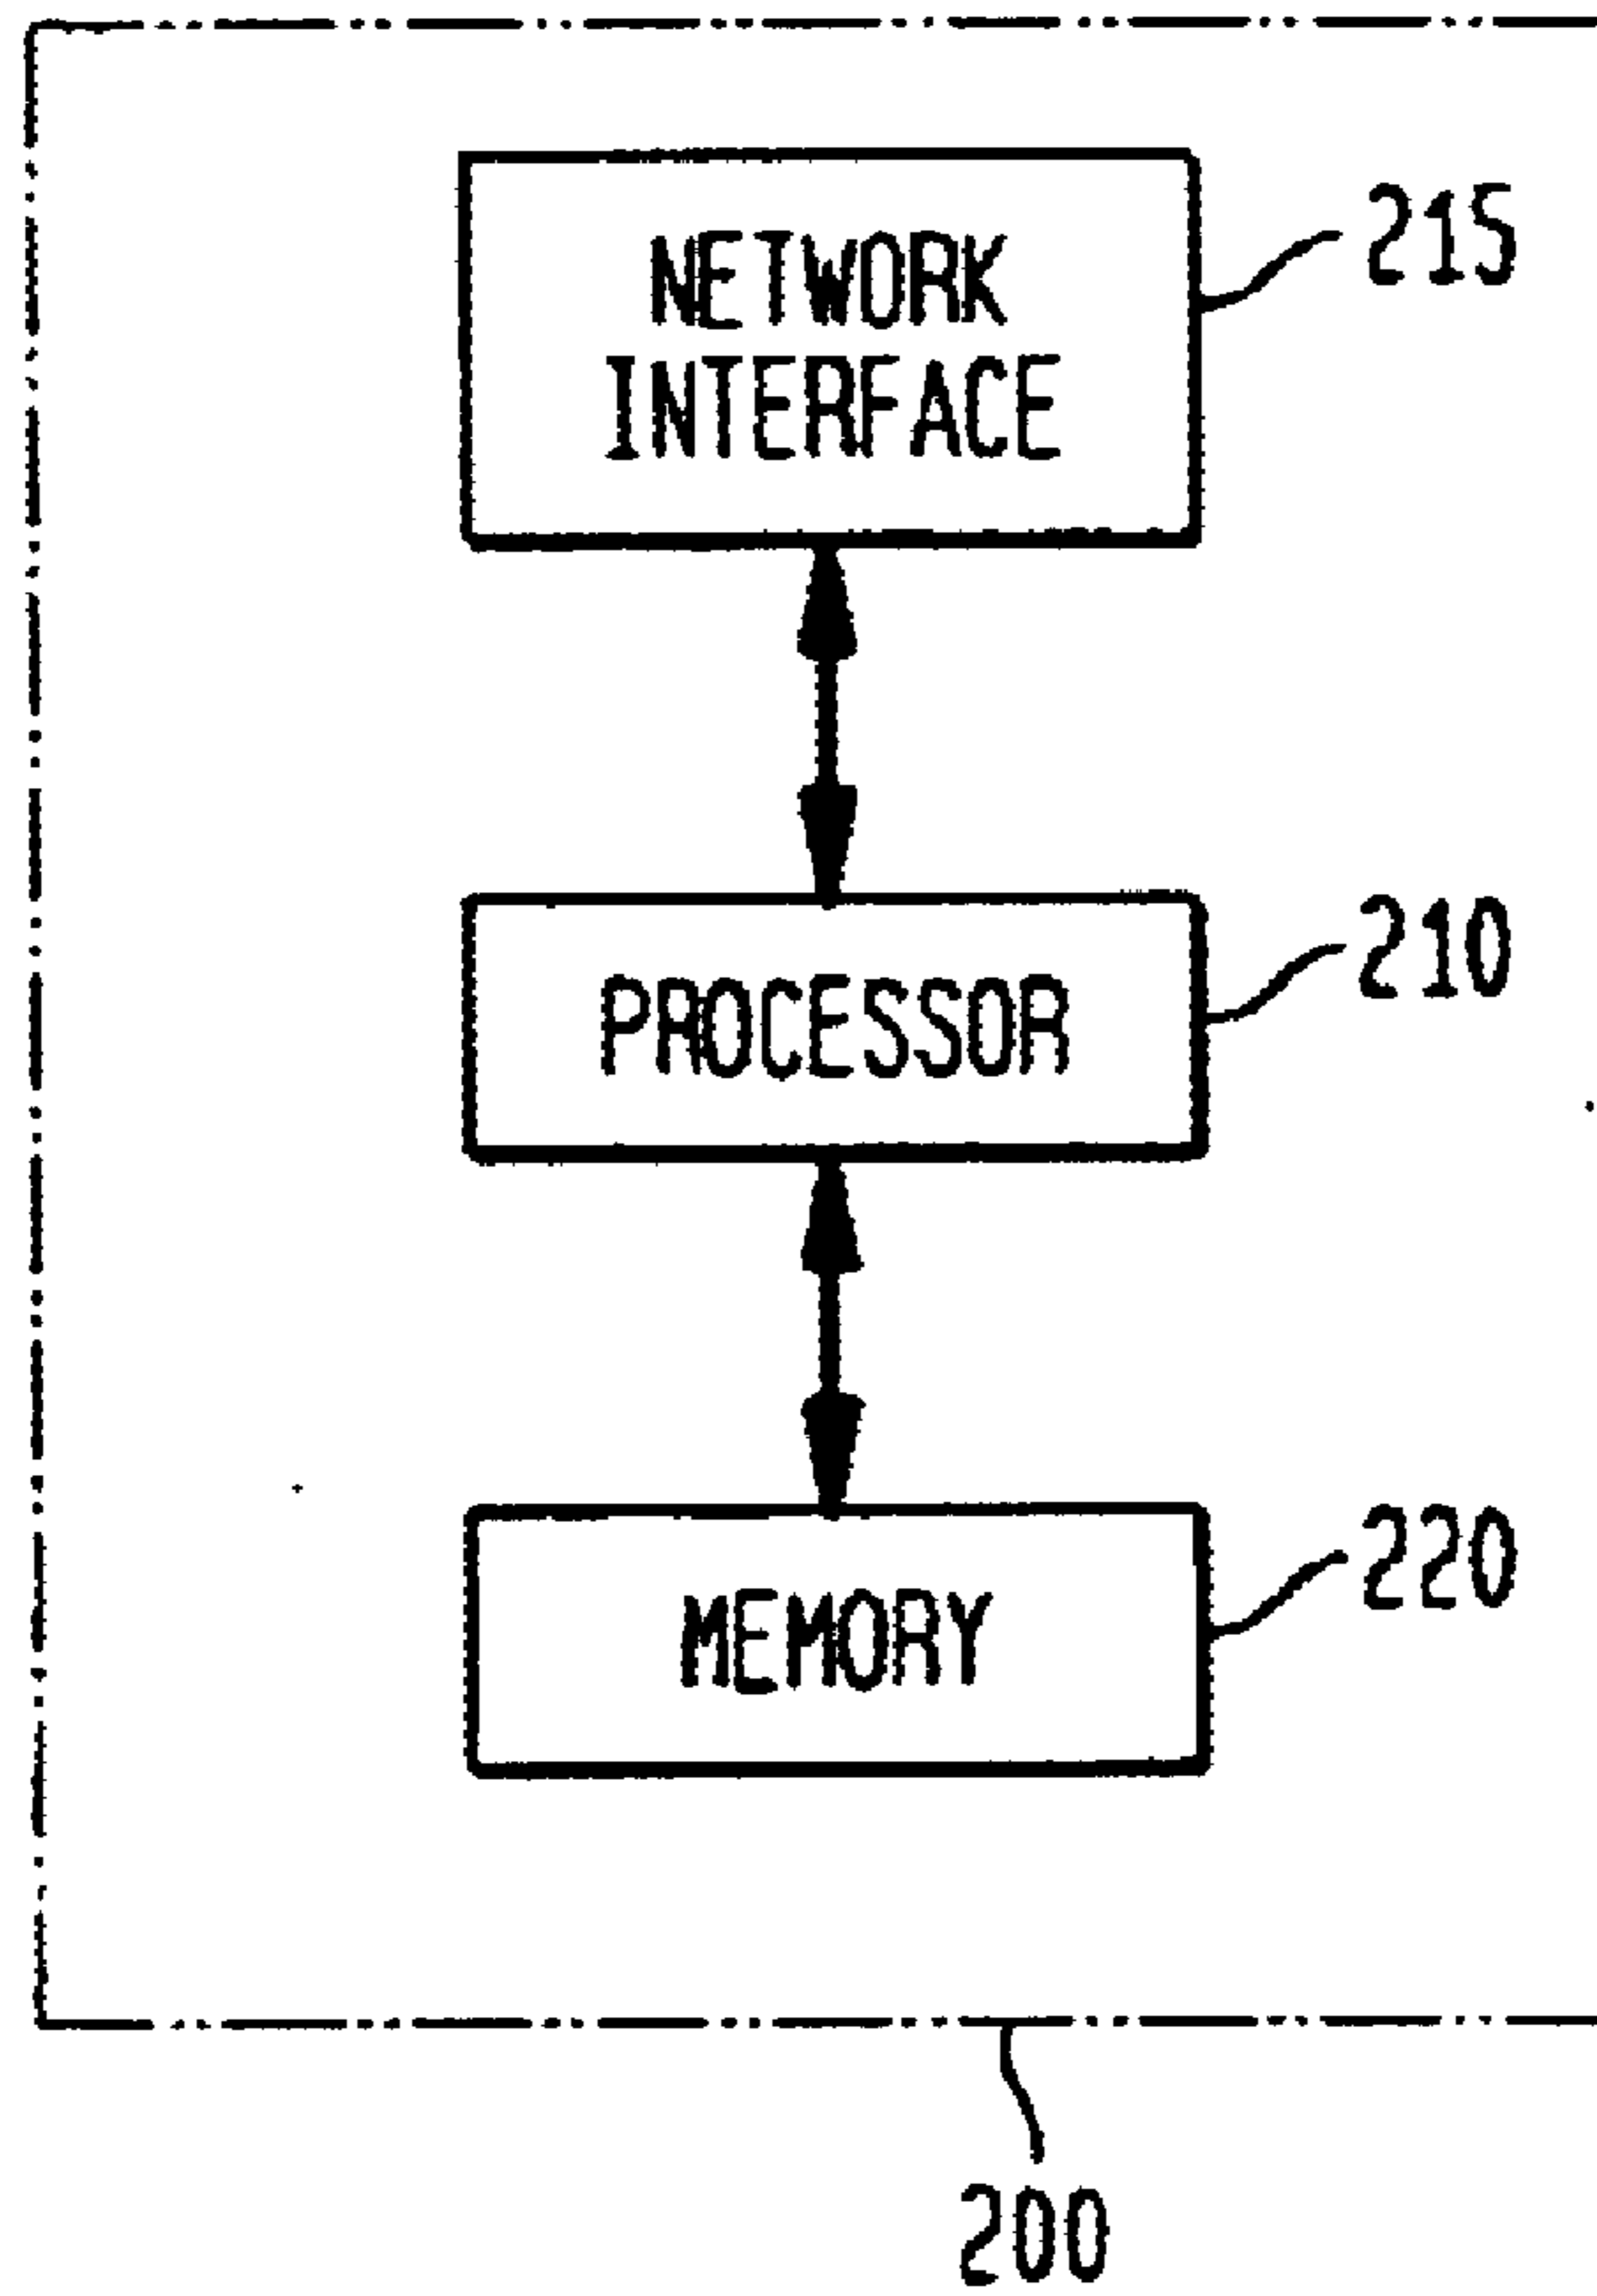 215
NETWORK
INTERFACE
210
PROCESSOR
220
MEMORY
200